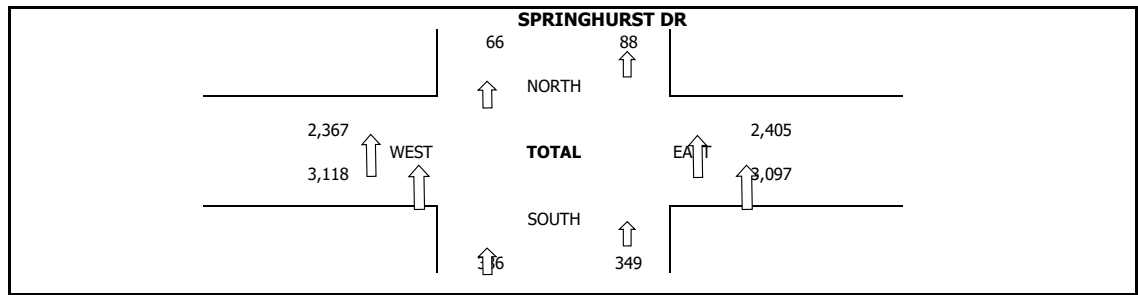 SPRINGHURST DR
66 88
NORTH
2,367 2,405
WEST TOTAL
3,118 3,097
SOUTH
349